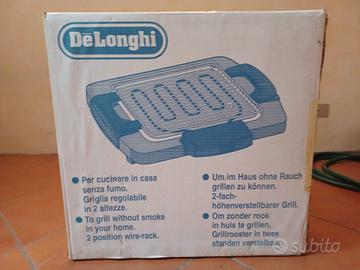 DeLonghi
• Per cucinare in casa
senza fumo.
Griglia regolabile
in 2 altezze.
• To grill without smoke
in your home.
2 position wire-rack.
• Um im Haus ohne Rauch
grillen zu können.
2-fach-
höhenverstellbarer Grill.
• Om zonder rook
in huis te grillen.
Grillrooster in twee
standen verstelbaar.
subito